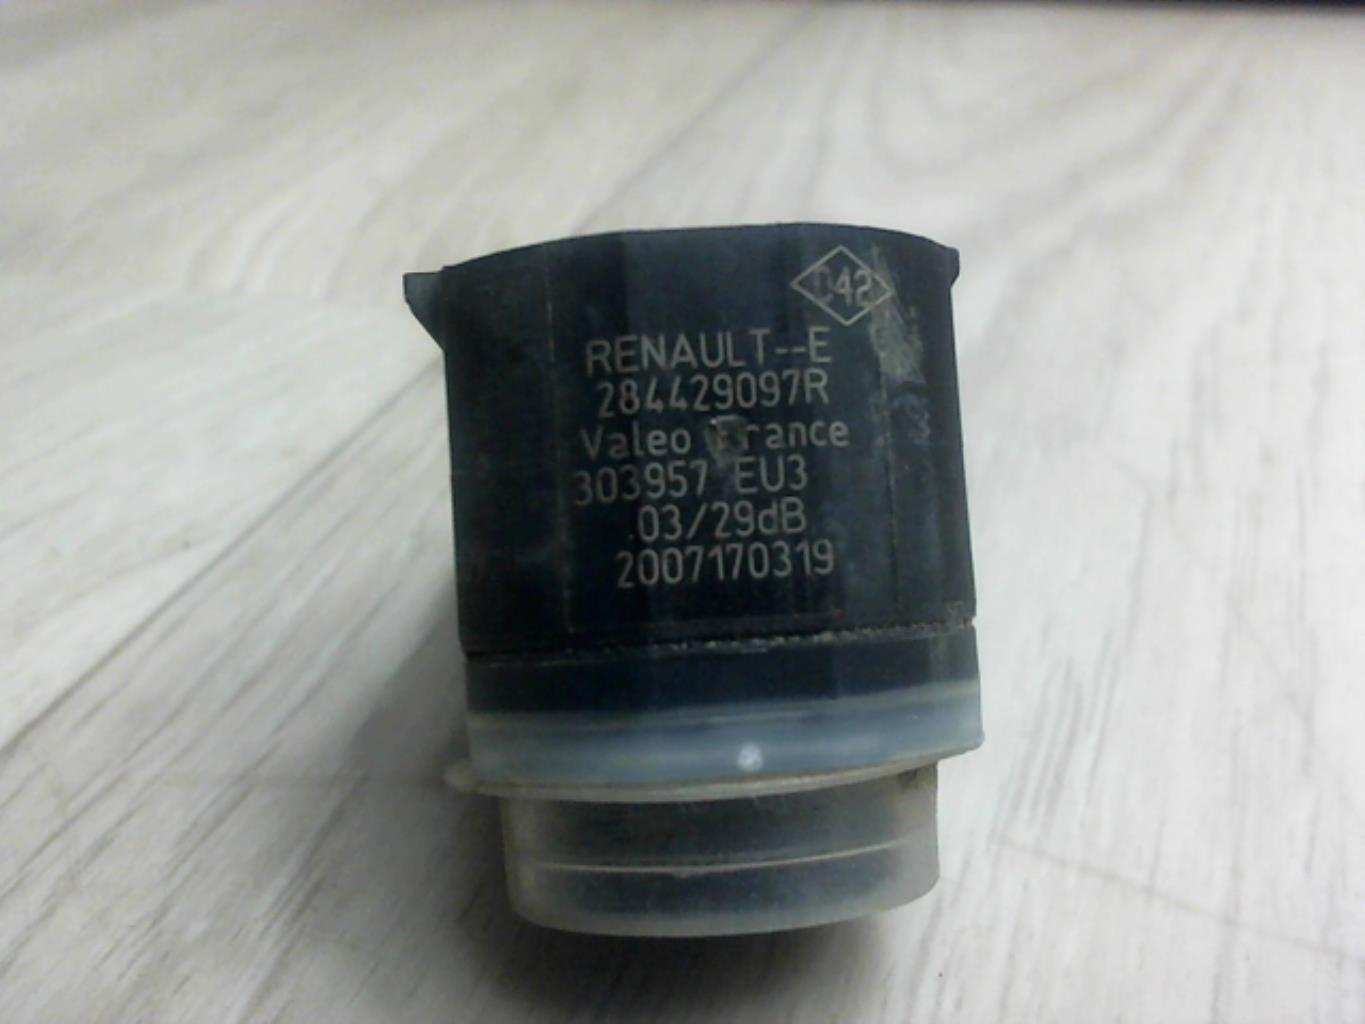 D42
RENAULT--E
284429097R
Valeo France
303957 EU3
.03/29dB
2007170319